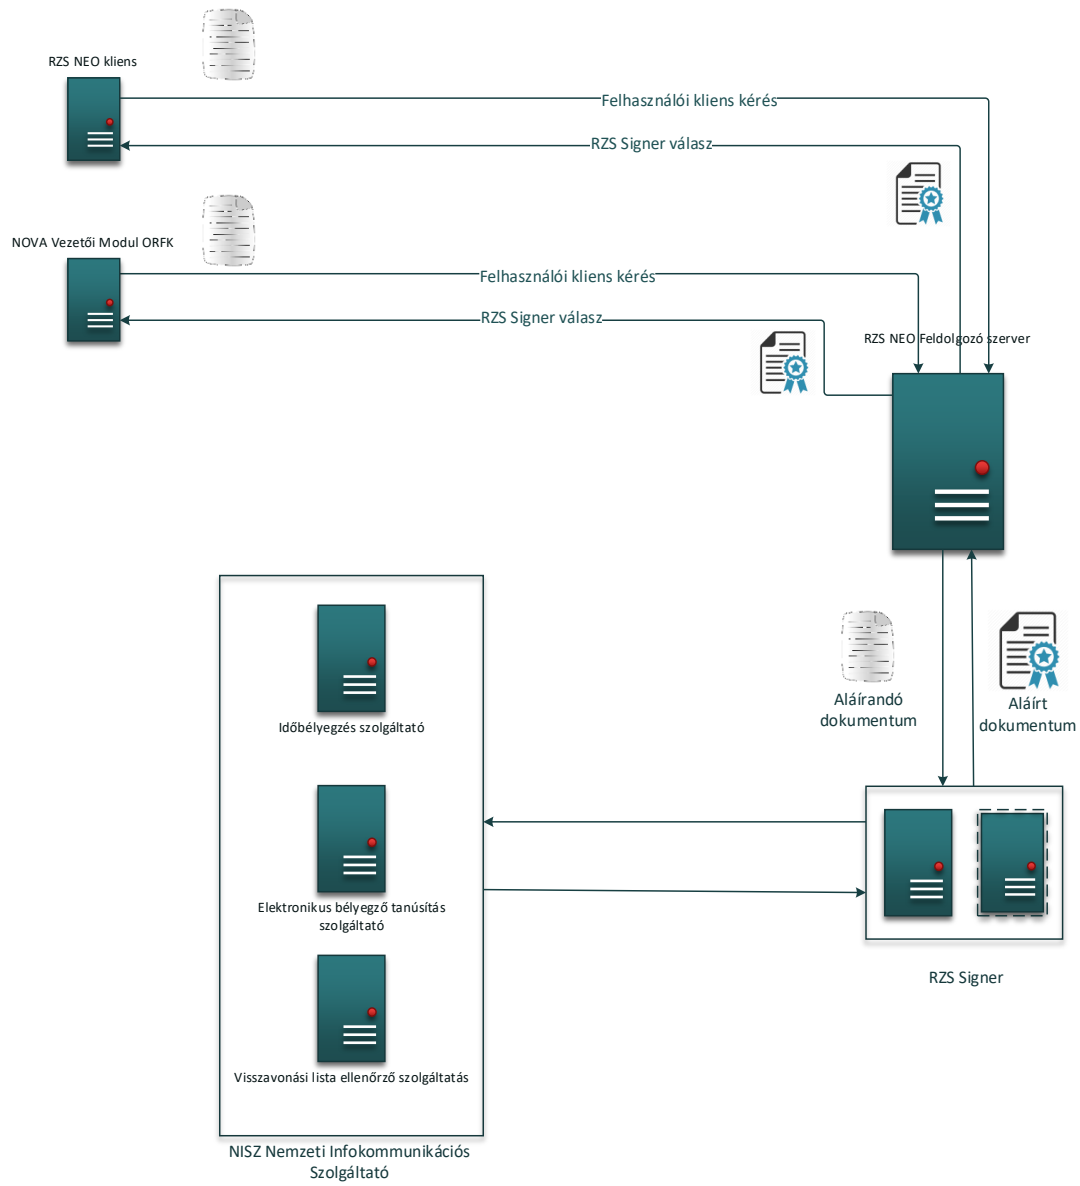 RZS NEO kliens
Felhasználói kliens kérés
RZS Signer válasz
NOVA Vezetői Modul ORFK
Felhasználói kliens kérés
RZS Signer válasz
RZS NEO Feldolgozó szerver
Aláírandó
dokumentum
Aláírt
dokumentum
Időbélyegzés szolgáltató
Elektronikus bélyegző tanúsítás
szolgáltató
RZS Signer
Visszavonási lista ellenőrző szolgáltatás
NISZ Nemzeti Infokommunikációs
Szolgáltató